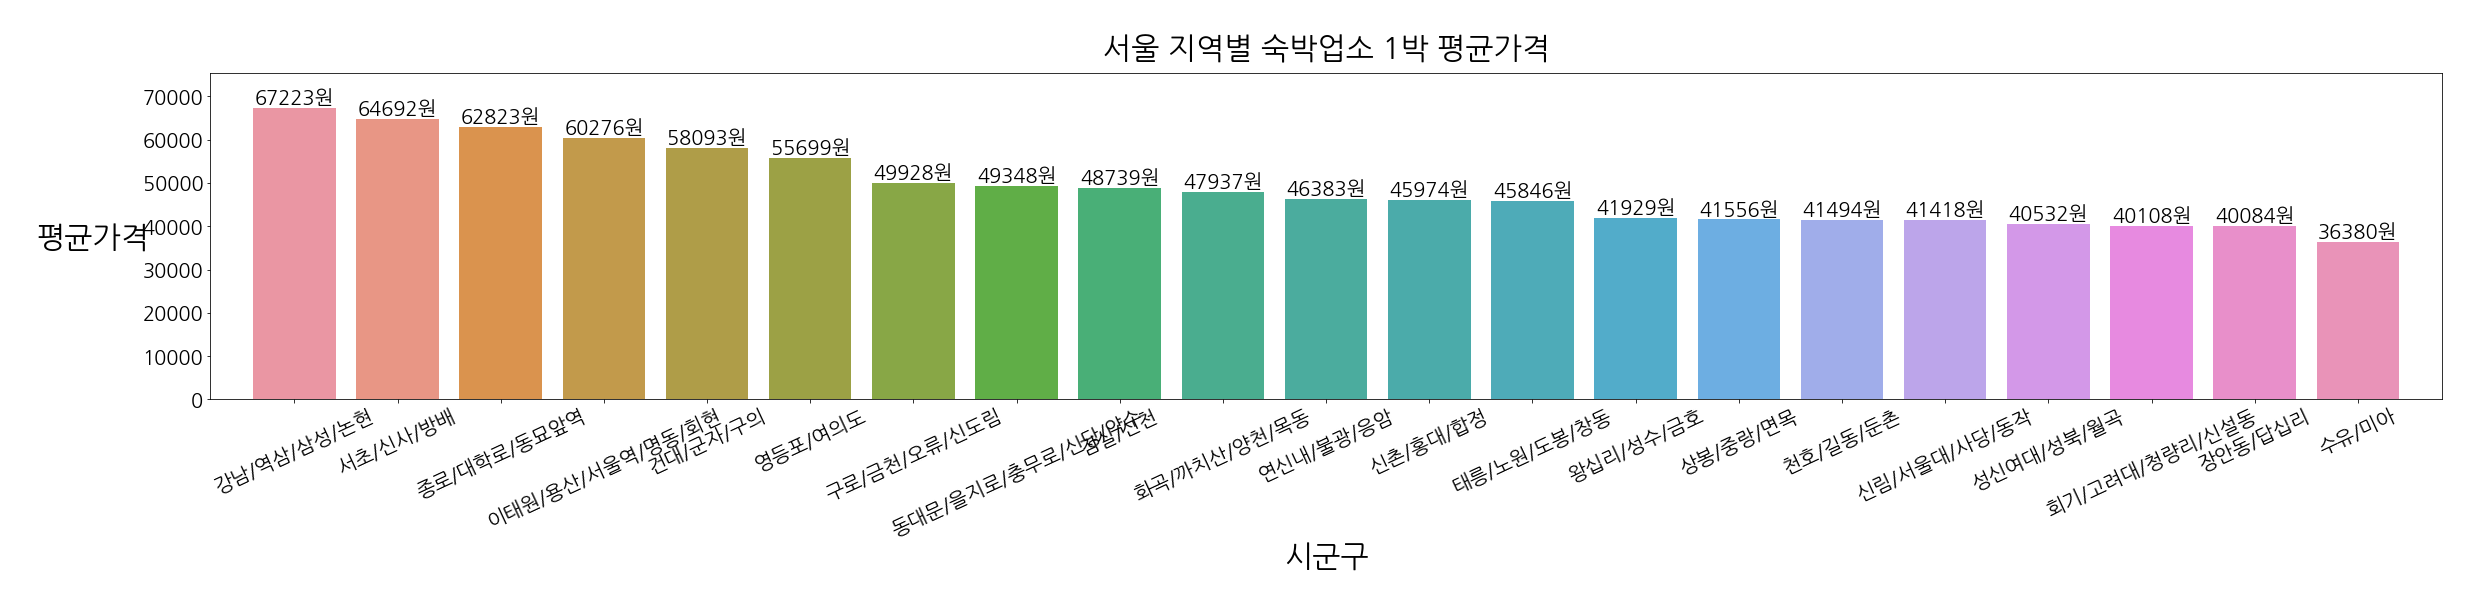 서울 지역별 숙박업소 1박 평균가격
평균가격
70000
60000
50000
40000
30000
20000
10000
0
67223원
64692원
62823원
60276원
58093원
55699원
49928원
49348원
48739원
47937원
46383원
45974원
45846원
41929원
41556원
41494원
41418원
40532원
40108원
40084원
36380원
강남/역삼/삼성/논현
서초/신사/방배
종로/대학로/동묘앞역
이태원/용산/서울역/명동/회현
건대/군자/구의
영등포/여의도
구로/금천/오류/신도림
동대문/을지로/충무로/신당/약수
화곡/까치산/양천/목동
연신내/불광/응암
신촌/홍대/합정
태릉/노원/도봉/창동
왕십리/성수/금호
상봉/중랑/면목
천호/길동/둔촌
신림/서울대/사당/동작
성신여대/성북/월곡
회기/고려대/청량리/신설동
장안동/답십리
수유/미아
시군구